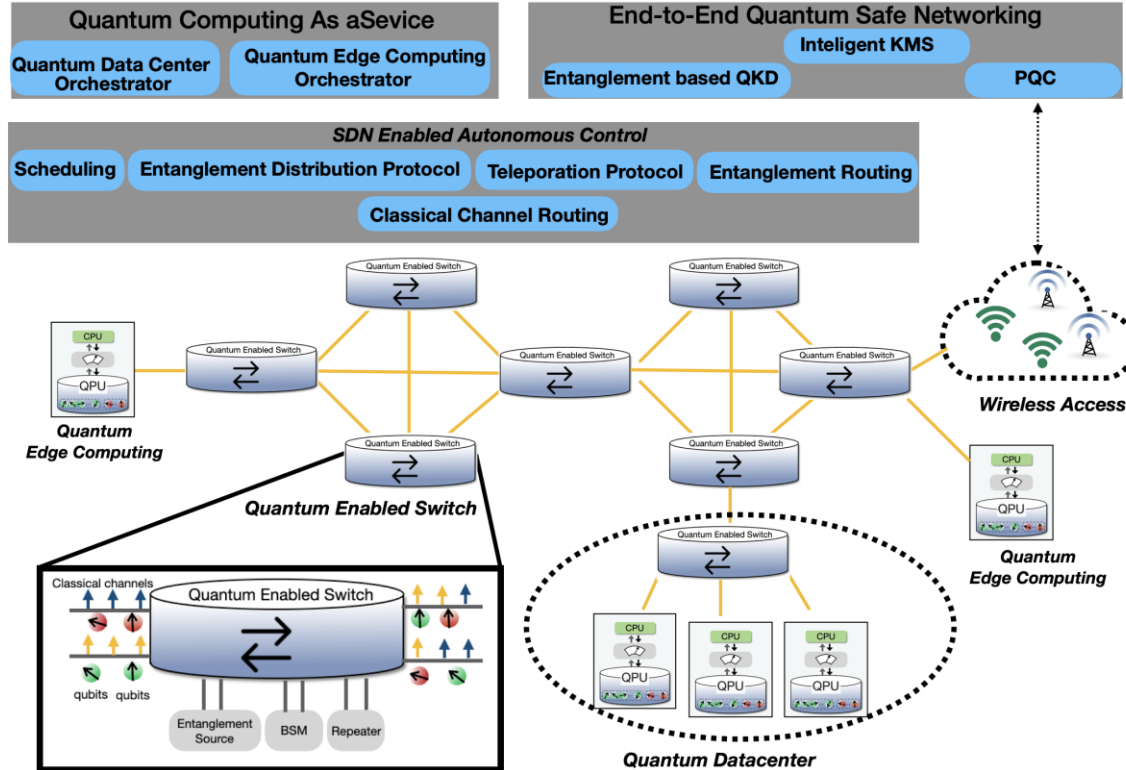 Quantum Computing As aSevice
Quantum Data Center
Orchestrator
Quantum Edge Computing
Orchestrator
End-to-End Quantum Safe Networking
Inteligent KMS
Entanglement based QKD
PQC
SDN Enabled Autonomous Control
Scheduling
Entanglement Distribution Protocol
Teleporation Protocol
Entanglement Routing
Classical Channel Routing
Quantum Enabled Switch
Quantum Enabled Switch
CPU
QPU
Quantum
Edge Computing
Quantum Enabled Switch
Quantum Enabled Switch
Quantum Enabled Switch
Wireless Access
Quantum Enabled Switch
Quantum Enabled Switch
Quantum Enabled Switch
CPU
QPU
Quantum
Edge Computing
Quantum Enabled Switch
CPU
QPU
CPU
QPU
CPU
QPU
Quantum Datacenter
Classical channels
Quantum Enabled Switch
qubits
qubits
Entanglement
Source
BSM
Repeater